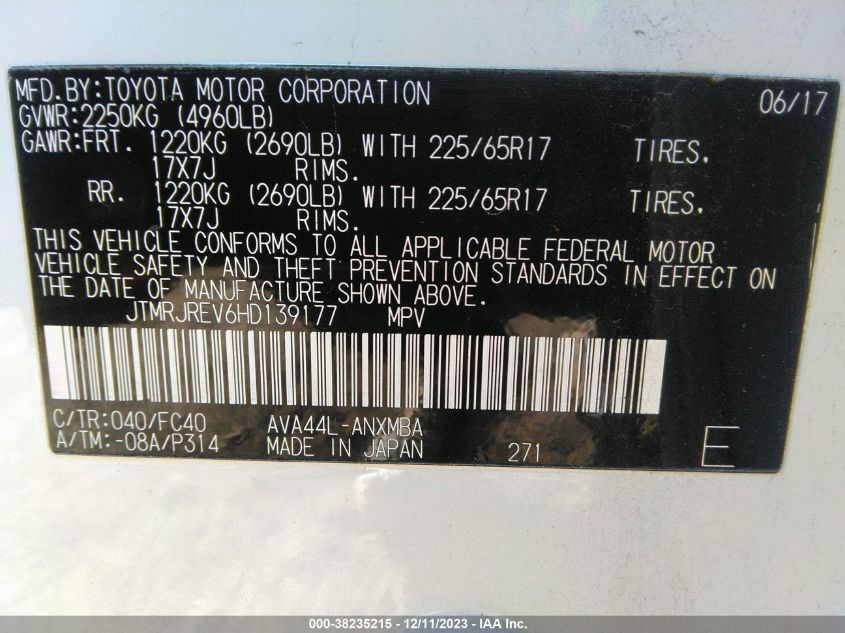 MFD.BY:TOYOTA MOTOR CORPORATION 06/17
GVWR:2250KG (4960LB)
GAWR:FRT. 1220KG (2690LB) WITH 225/65R17 TIRES.
17X7J RIMS.
RR. 1220KG (2690LB) WITH 225/65R17 TIRES.
17X7J RIMS.
THIS VEHICLE CONFORMS TO ALL APPLICABLE FEDERAL MOTOR
VEHICLE SAFETY AND THEFT PREVENTION STANDARDS IN EFFECT ON
THE DATE OF MANUFACTURE SHOWN ABOVE.
JTMRJREV6HD139177 MPV
C/TR:040/FC40 AVA44L-ANXMBA
A/TM:-08A/P314 MADE IN JAPAN 271 E
000-38235215 - 12/11/2023 - IAA Inc.